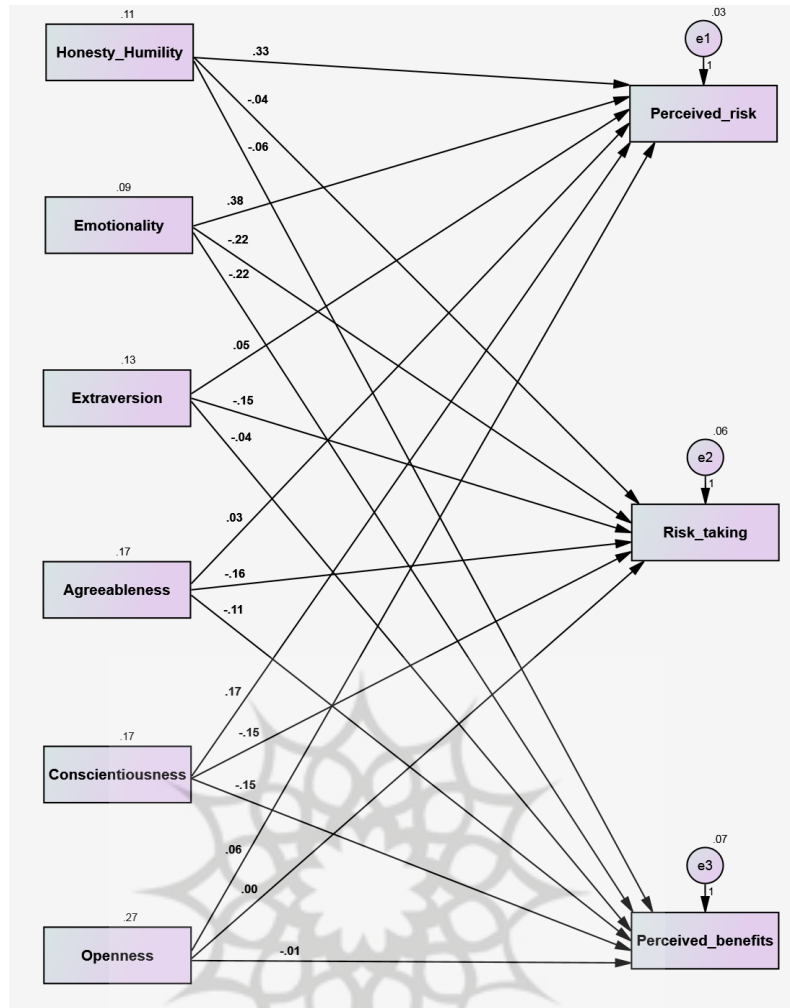 .11
Honesty_Humility
.33
-.04
-.06
.03
e1
1
Perceived_risk
.09
Emotionality
.38
-.22
-.22
.13
Extraversion
.05
-.15
-.04
.06
e2
1
Risk_taking
.17
Agreeableness
.03
-.16
-.11
.17
Conscientiousness
.17
-.15
-.15
.07
e3
1
Perceived_benefits
.27
Openness
.06
.00
-.01